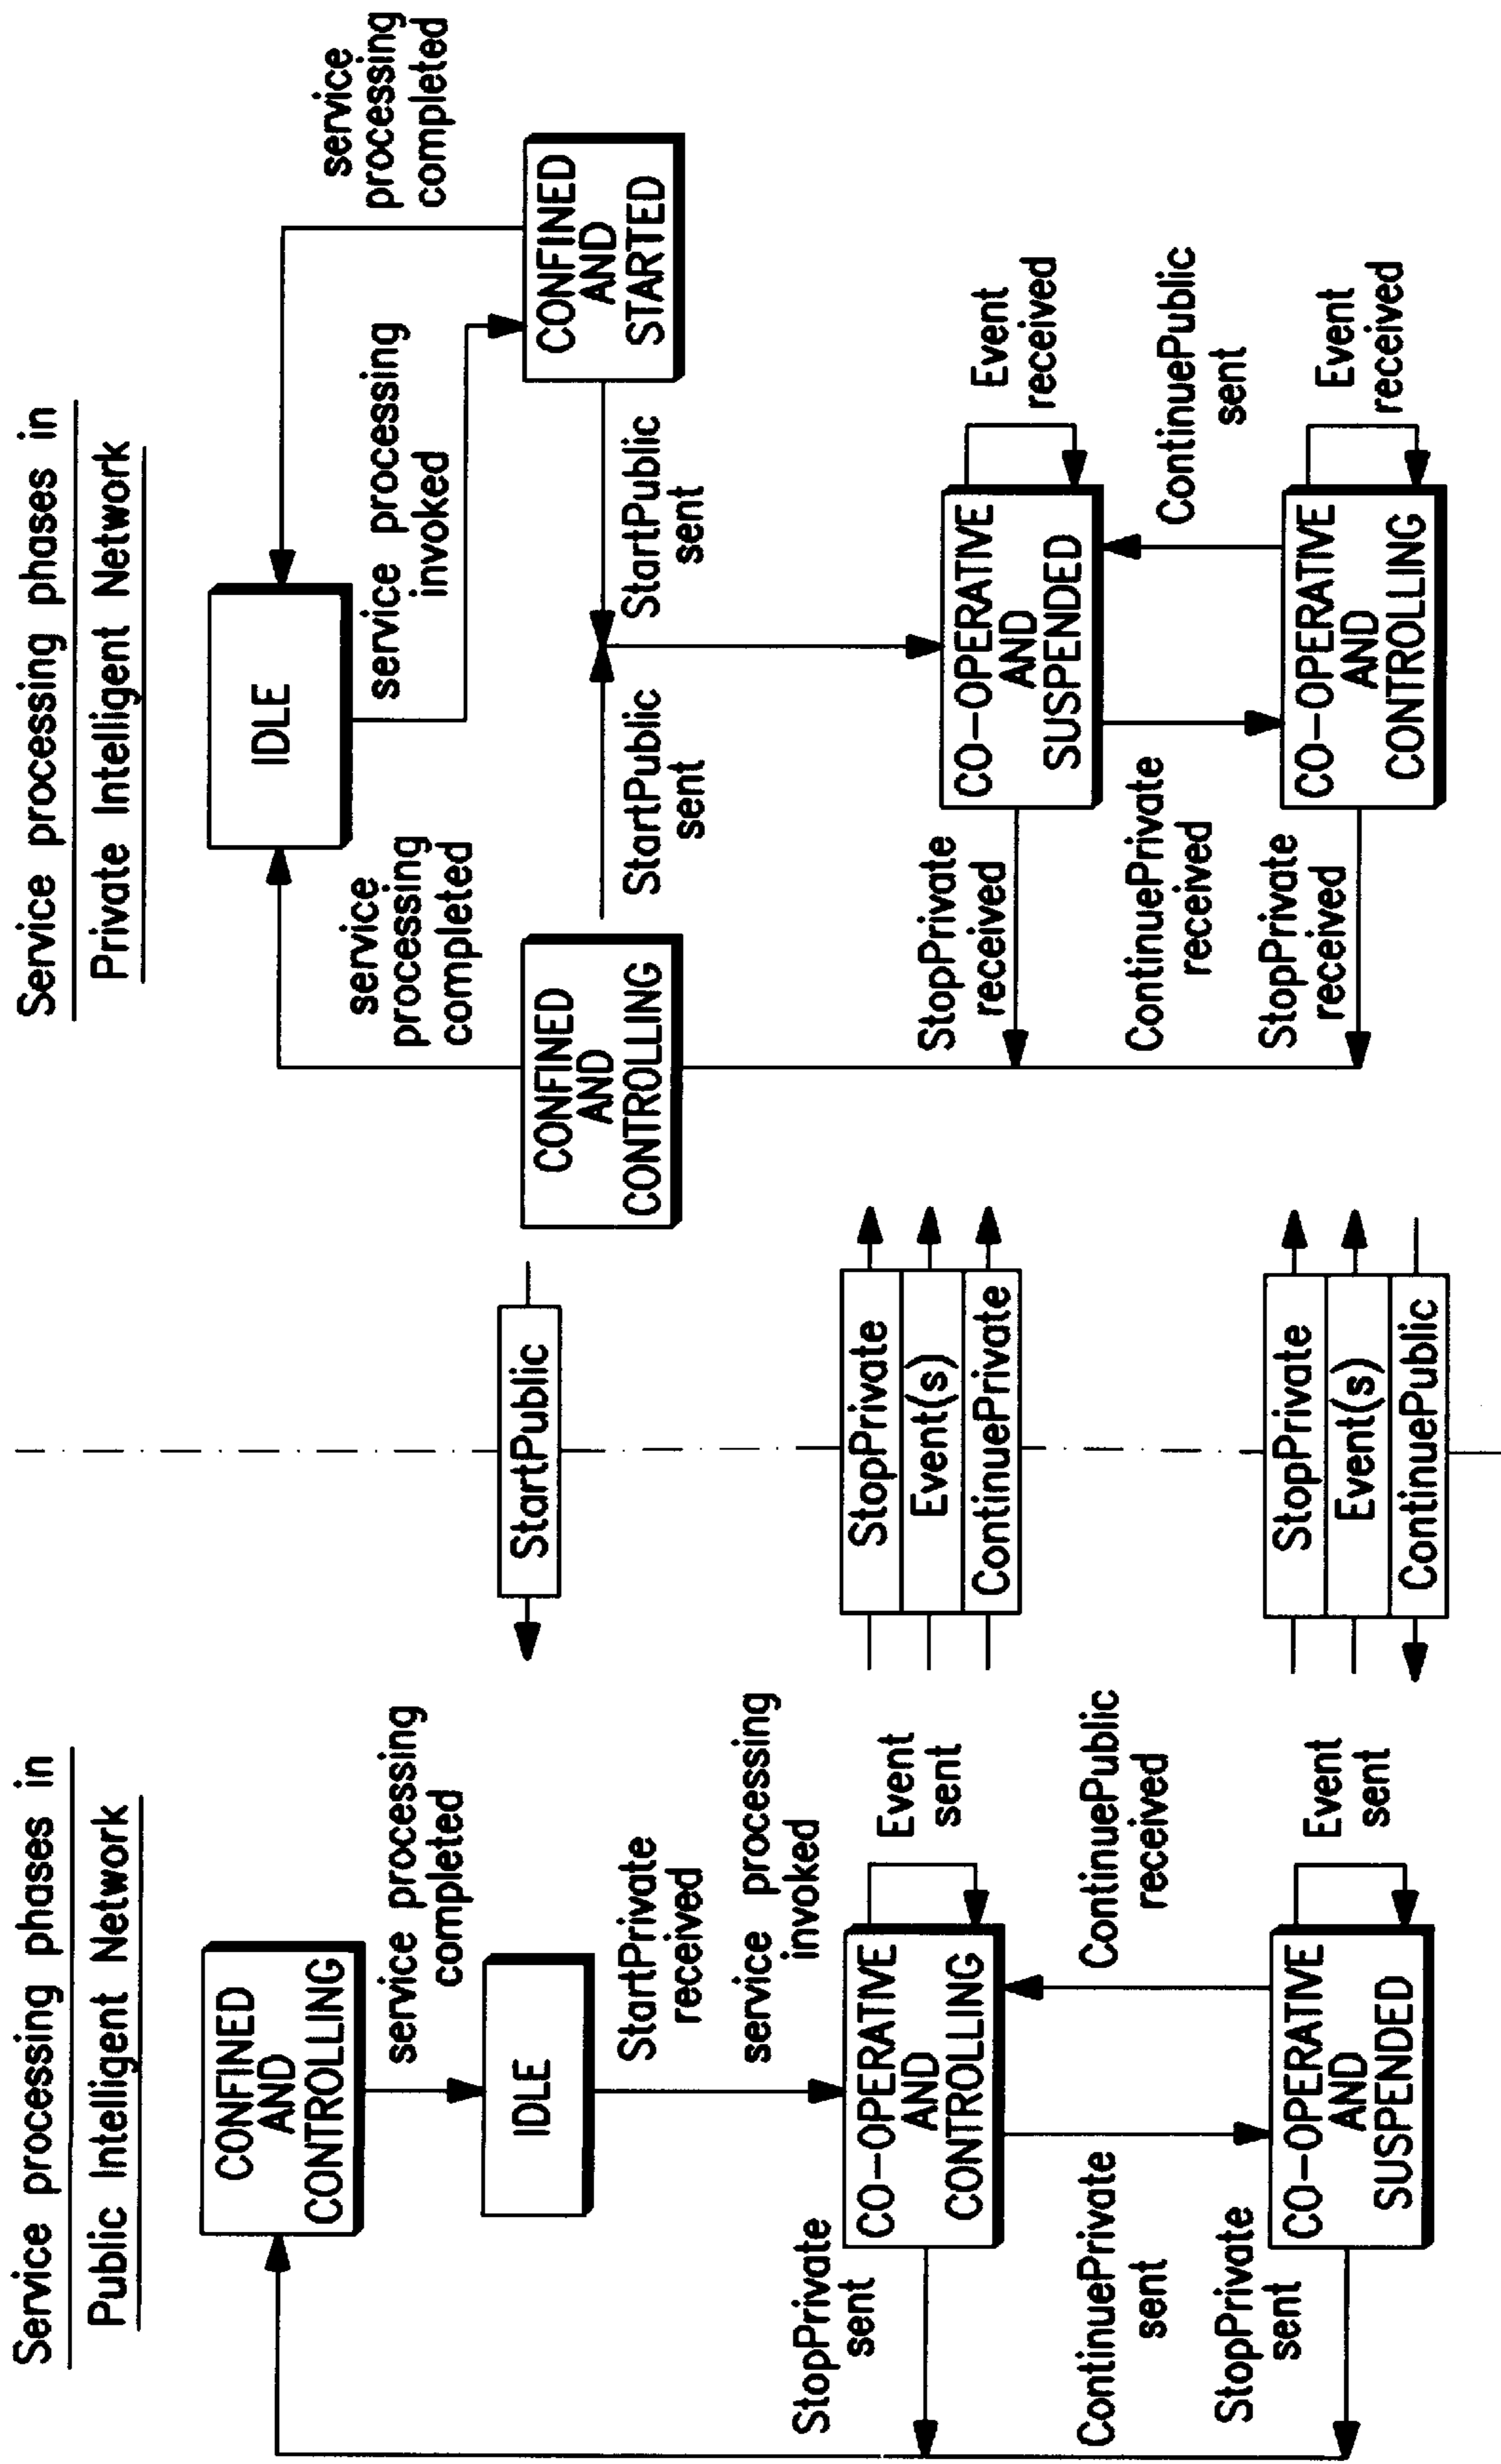 Service processing phases in
Public Intelligent Network
CONFINED
AND
CONTROLLING
service processing
completed
IDLE
StartPrivate
received
service processing
invoked
CO-OPERATIVE
AND
CONTROLLING
Event
sent
StopPrivate
sent
ContinuePublic
received
ContinuePrivate
sent
CO-OPERATIVE
AND
SUSPENDED
Event
sent
StopPrivate
sent
StartPublic
StopPrivate
Event(s)
ContinuePrivate
StopPrivate
Event(s)
ContinuePublic
Service processing phases in
Private Intelligent Network
IDLE
service
processing
completed
service processing
invoked
service
processing
completed
CONFINED
AND
CONTROLLING
CONFINED
AND
STARTED
StartPublic
sent
StartPublic
sent
StopPrivate
received
CO-OPERATIVE
AND
SUSPENDED
Event
received
ContinuePrivate
received
ContinuePublic
sent
StopPrivate
received
CO-OPERATIVE
AND
CONTROLLING
Event
received